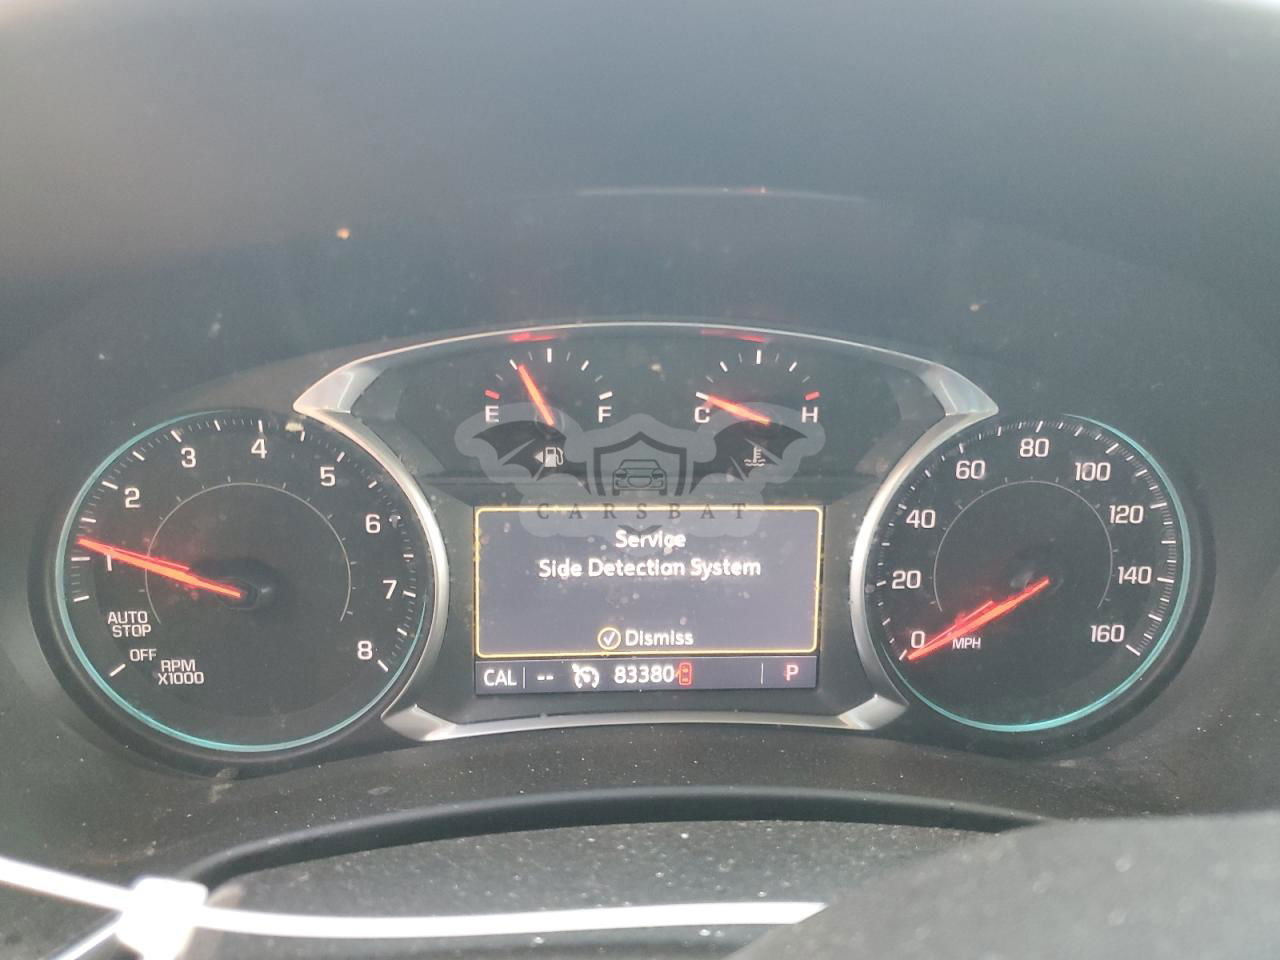 E F
C H
CARSBAT
1 2 3 4 5 6 7 8
AUTO
STOP
OFF
RPM
X1000
Service
Side Detection System
Dismiss
CAL -- 83380 P
0 20 40 60 80 100 120 140 160
MPH